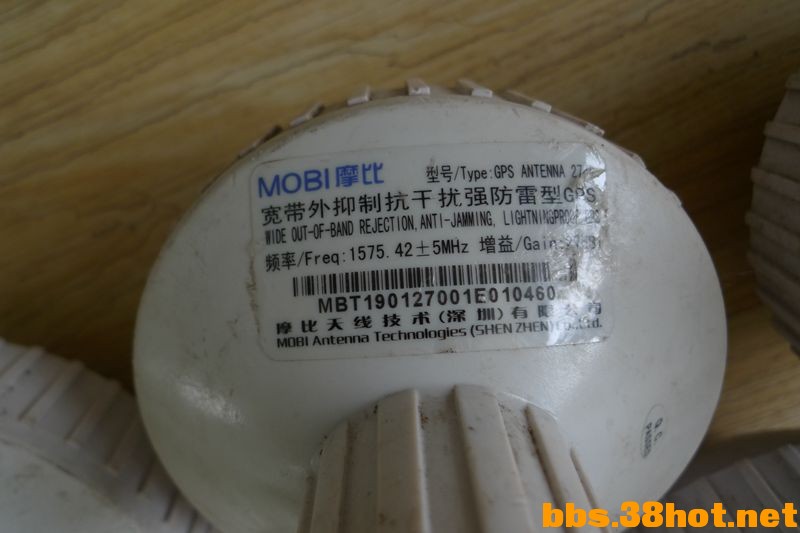 MOBI摩比
型号/Type:GPS ANTENNA
宽带外抑制抗干扰强防雷型GPS
WIDE OUT-OF-BAND REJECTION,ANTI-JAMMING, LIGHTNINGPROOF GPS
频率/Freq:1575.42±5MHz 增益/Gain:
MBT190127001E010460
摩比天线技术(深圳)有限公司
MOBI Antenna Technologies (SHEN ZHEN) Co.,Ltd.
Q.C.
bbs.38hot.net